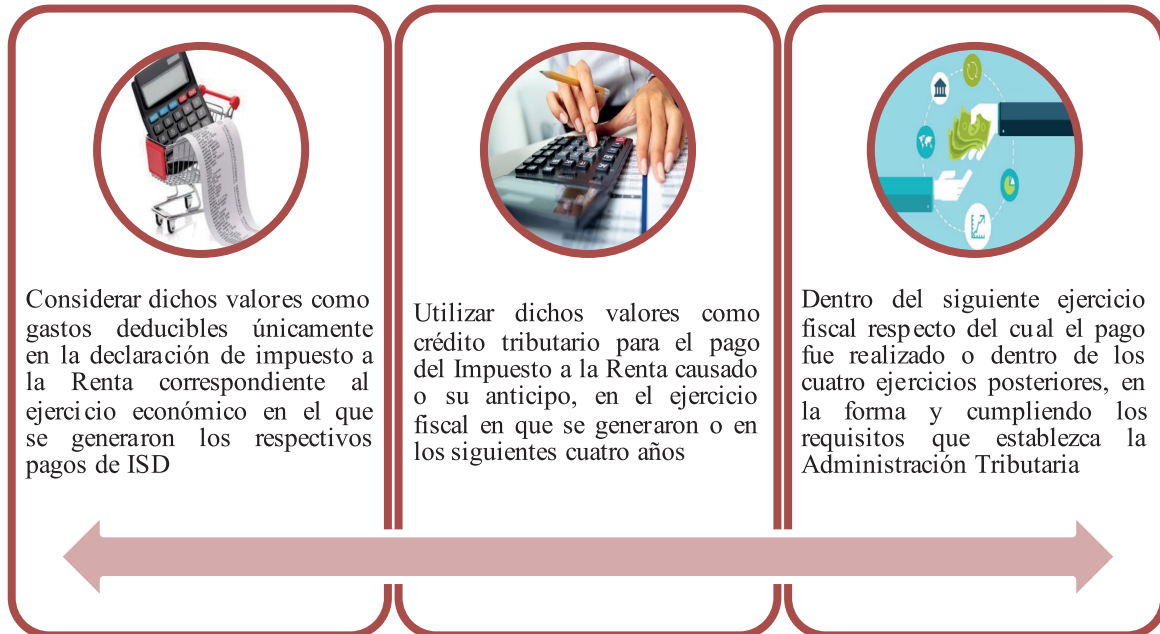 Considerar dichos valores como
gastos deducibles únicamente
en la declaración de impuesto a
la Renta correspondiente al
ejercicio económico en el que
se generaron los respectivos
pagos de ISD
Utilizar dichos valores como
crédito tributario para el pago
del Impuesto a la Renta causado
o su anticipo, en el ejercicio
fiscal en que se generaron o en
los siguientes cuatro años
Dentro del siguiente ejercicio
fiscal respecto del cual el pago
fue realizado o dentro de los
cuatro ejercicios posteriores, en
la forma y cumpliendo los
requisitos que establezca la
Administración Tributaria